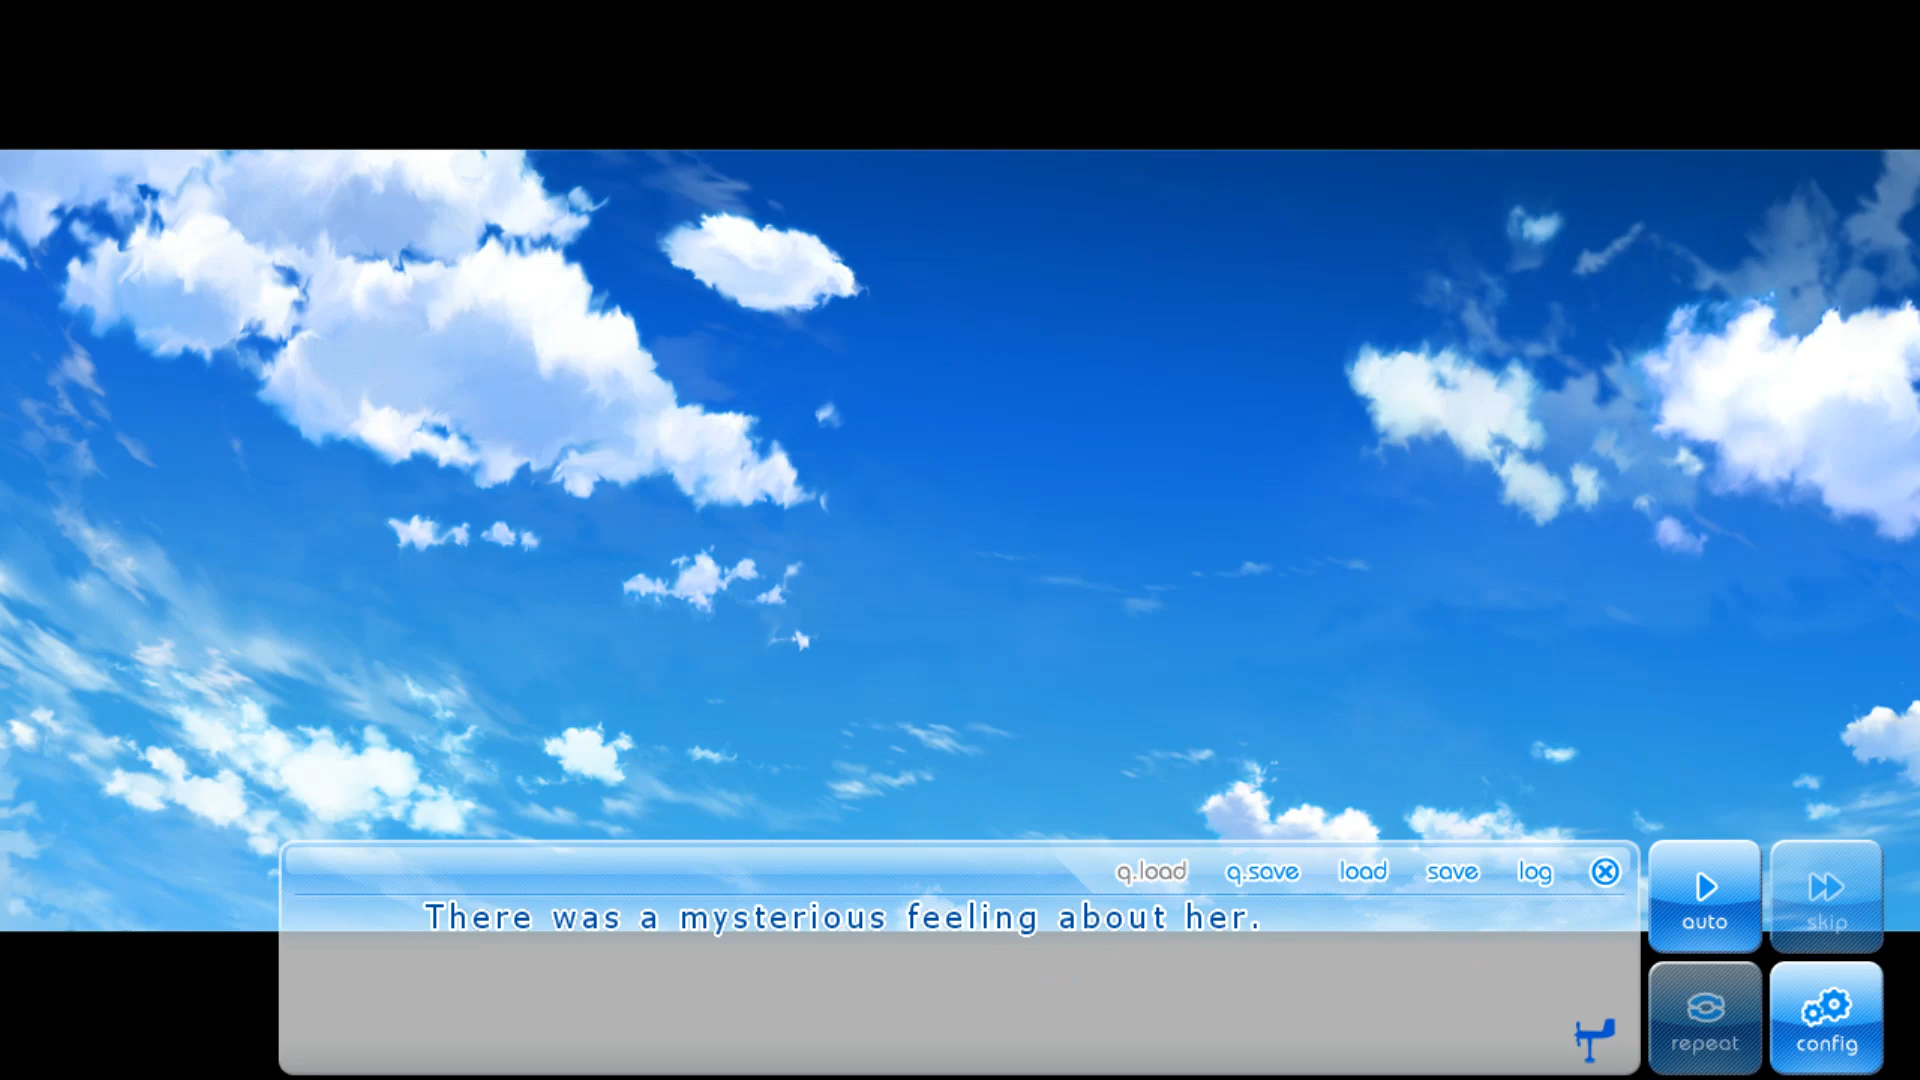 q.load q.save load save log
There was a mysterious feeling about her.
auto skip
repeat config